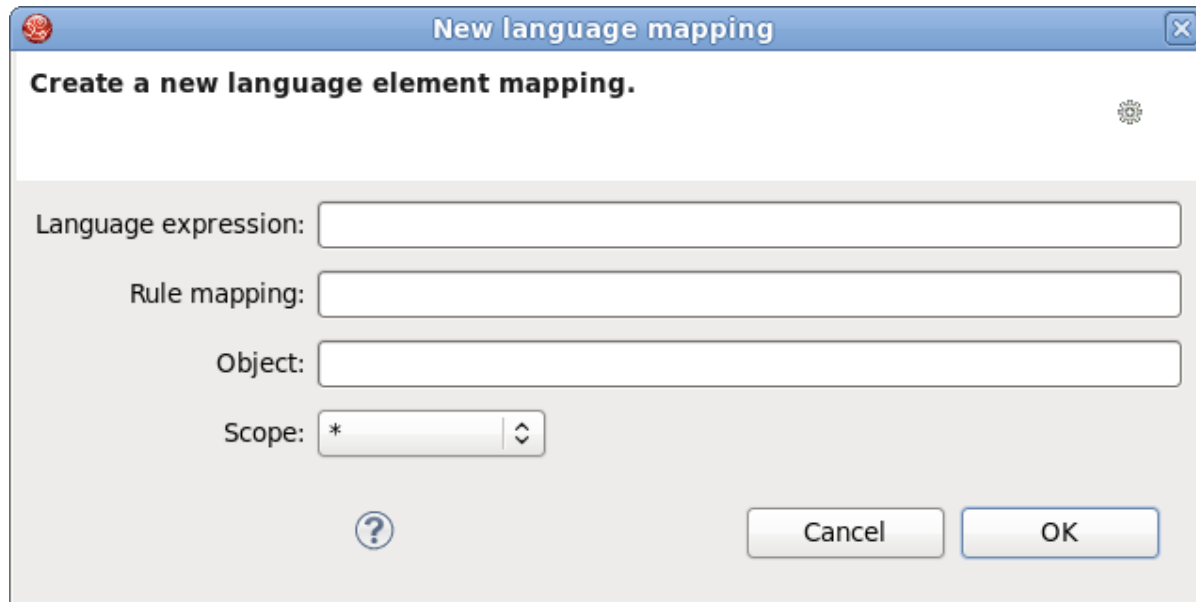 New language mapping
Create a new language element mapping.
Language expression:
Rule mapping:
Object:
Scope: *
?
Cancel OK